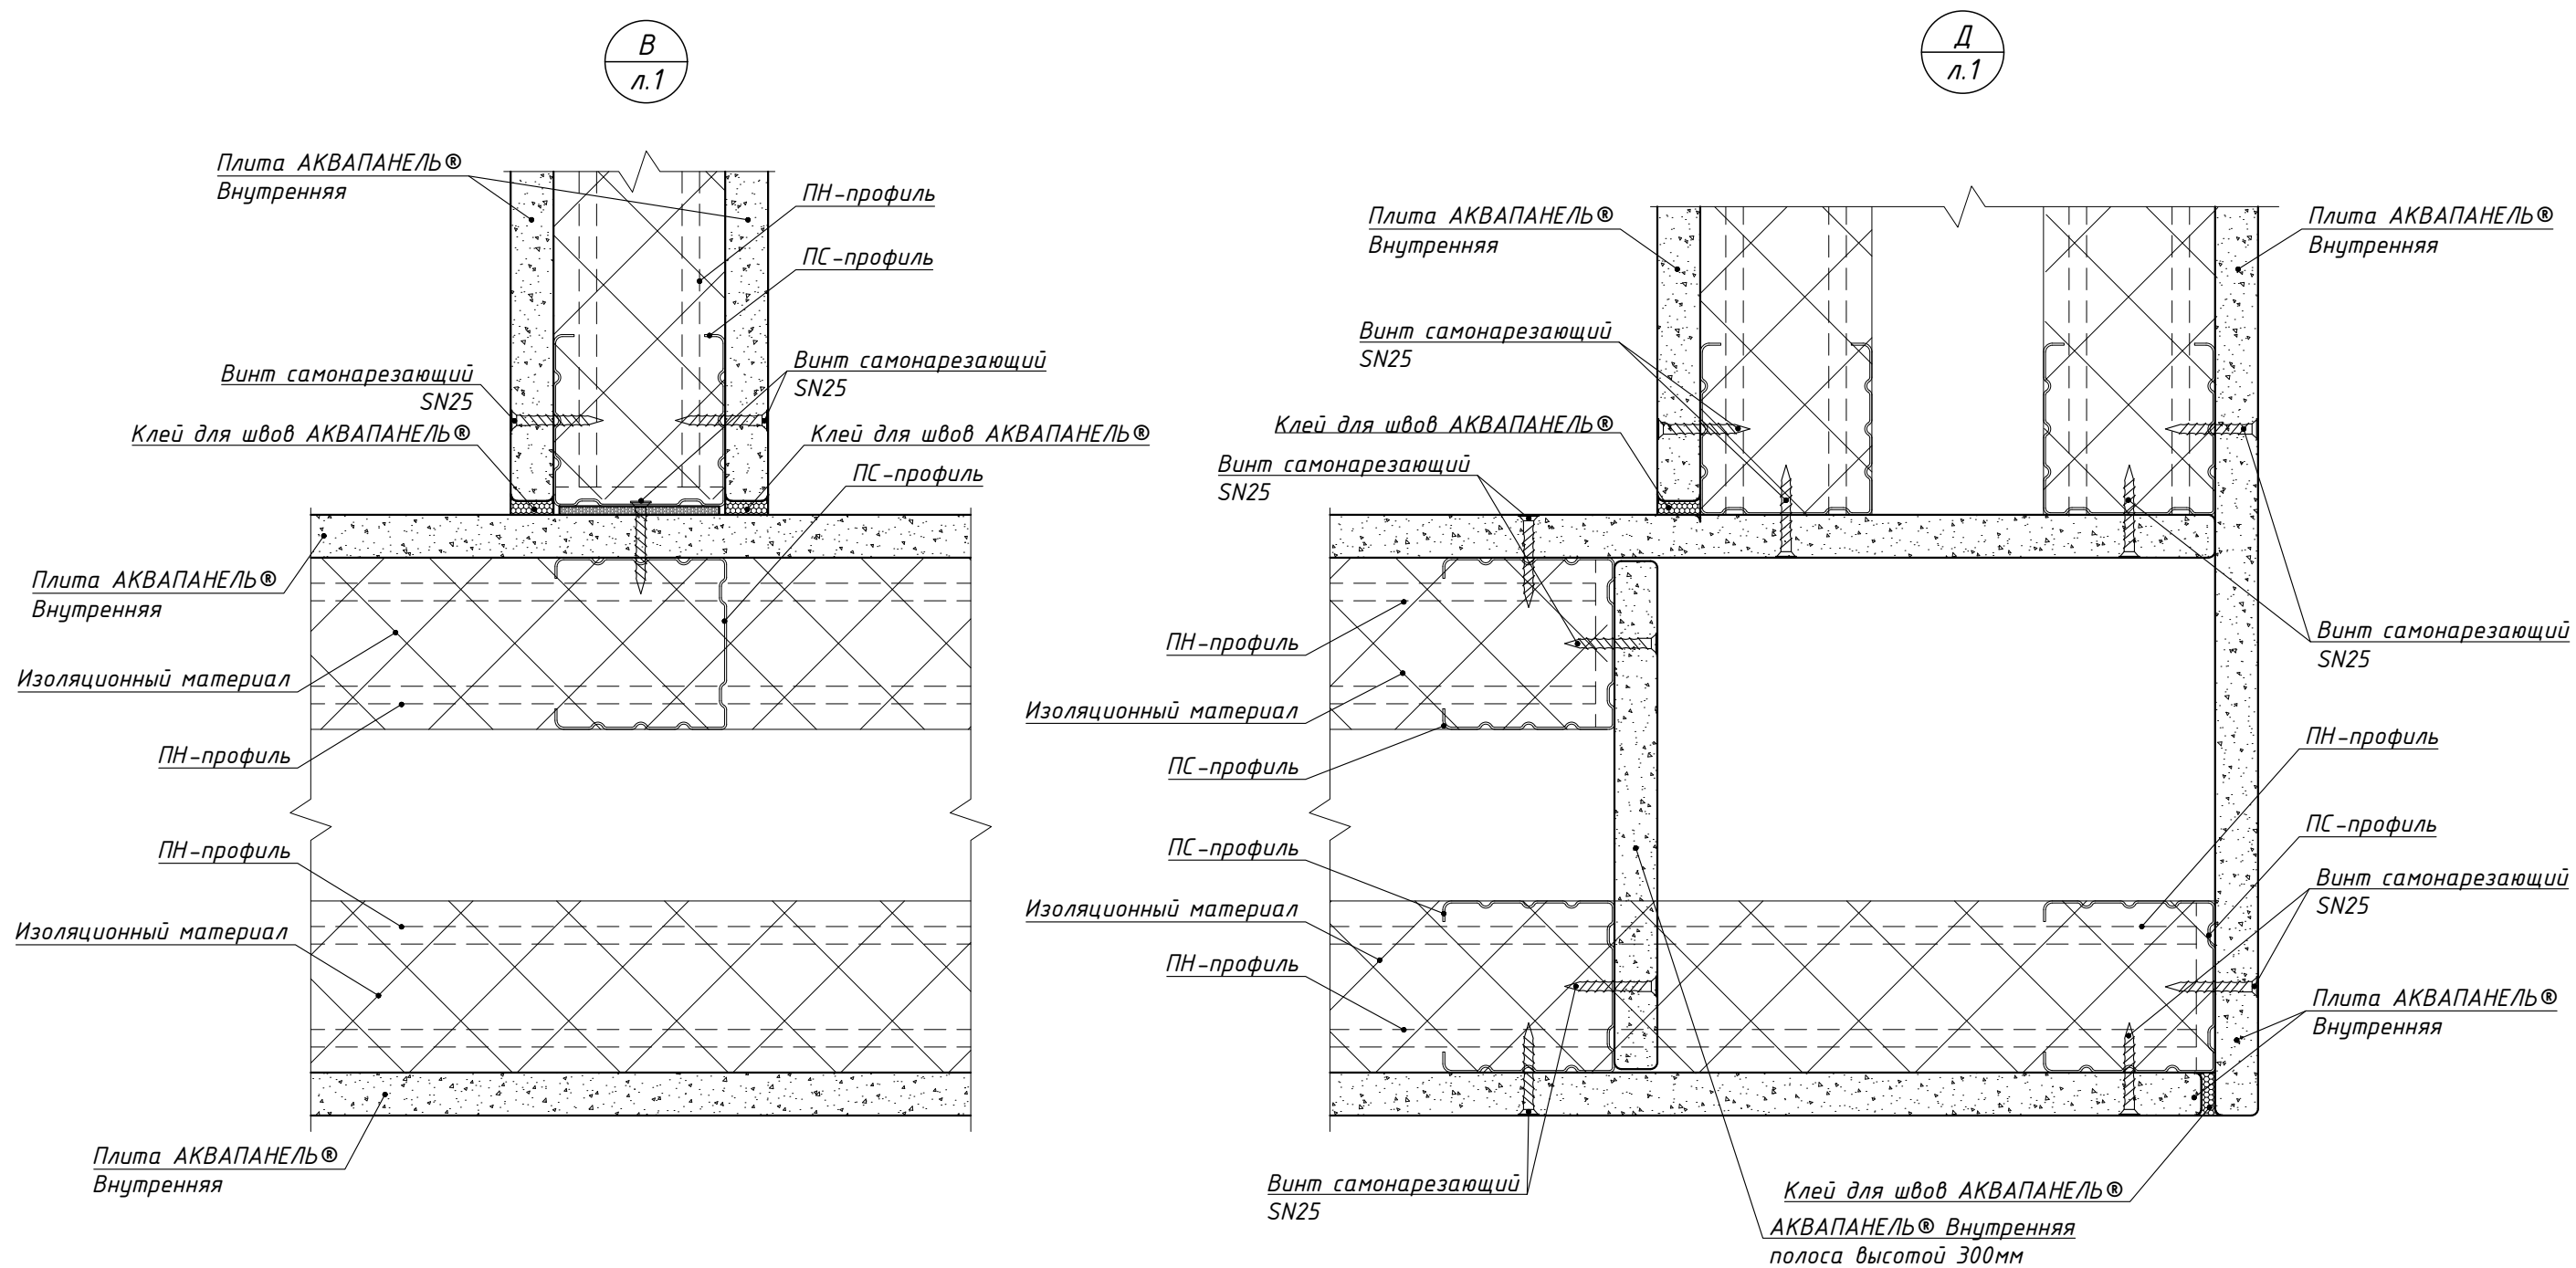 В
л.1
Плита АКВАПАНЕЛЬ®
Внутренняя
ПН-профиль
ПС-профиль
Винт самонарезающий
SN25
Винт самонарезающий
SN25
Клей для швов АКВАПАНЕЛЬ®
Клей для швов АКВАПАНЕЛЬ®
ПС-профиль
Плита АКВАПАНЕЛЬ®
Внутренняя
Изоляционный материал
ПН-профиль
ПН-профиль
Изоляционный материал
Плита АКВАПАНЕЛЬ®
Внутренняя
Д
л.1
Плита АКВАПАНЕЛЬ®
Внутренняя
Плита АКВАПАНЕЛЬ®
Внутренняя
Винт самонарезающий
SN25
Клей для швов АКВАПАНЕЛЬ®
Винт самонарезающий
SN25
ПН-профиль
Винт самонарезающий
SN25
Изоляционный материал
ПС-профиль
ПН-профиль
ПС-профиль
ПС-профиль
Изоляционный материал
Винт самонарезающий
SN25
ПН-профиль
Плита АКВАПАНЕЛЬ®
Внутренняя
Винт самонарезающий
SN25
Клей для швов АКВАПАНЕЛЬ®
АКВАПАНЕЛЬ® Внутренняя
полоса высотой 300мм